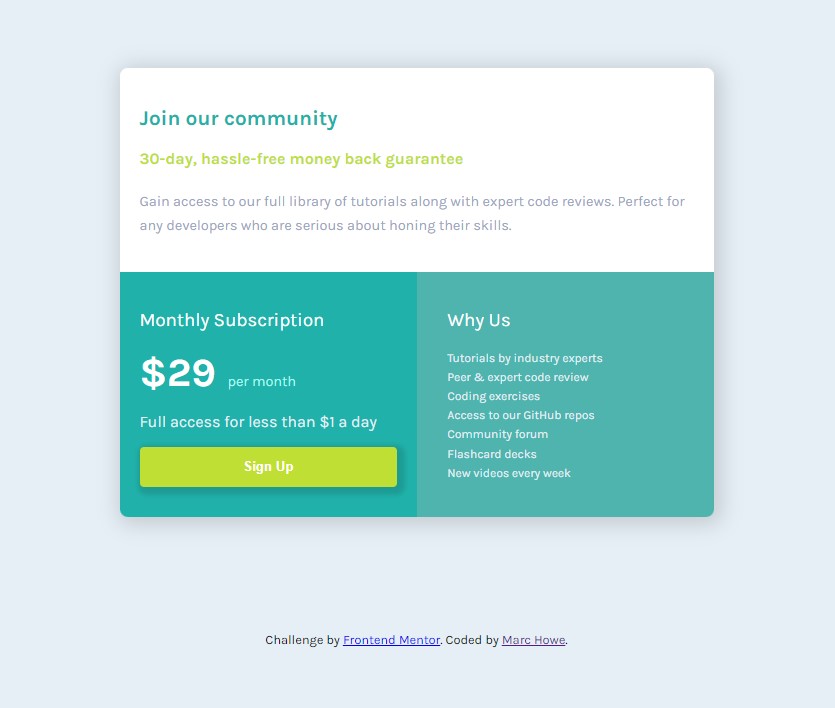 Join our community
30-day, hassle-free money back guarantee
Gain access to our full library of tutorials along with expert code reviews. Perfect for
any developers who are serious about honing their skills.
Monthly Subscription
$29 per month
Full access for less than $1 a day
Sign Up
Why Us
Tutorials by industry experts
Peer & expert code review
Coding exercises
Access to our GitHub repos
Community forum
Flashcard decks
New videos every week
Challenge by Frontend Mentor. Coded by Marc Howe.